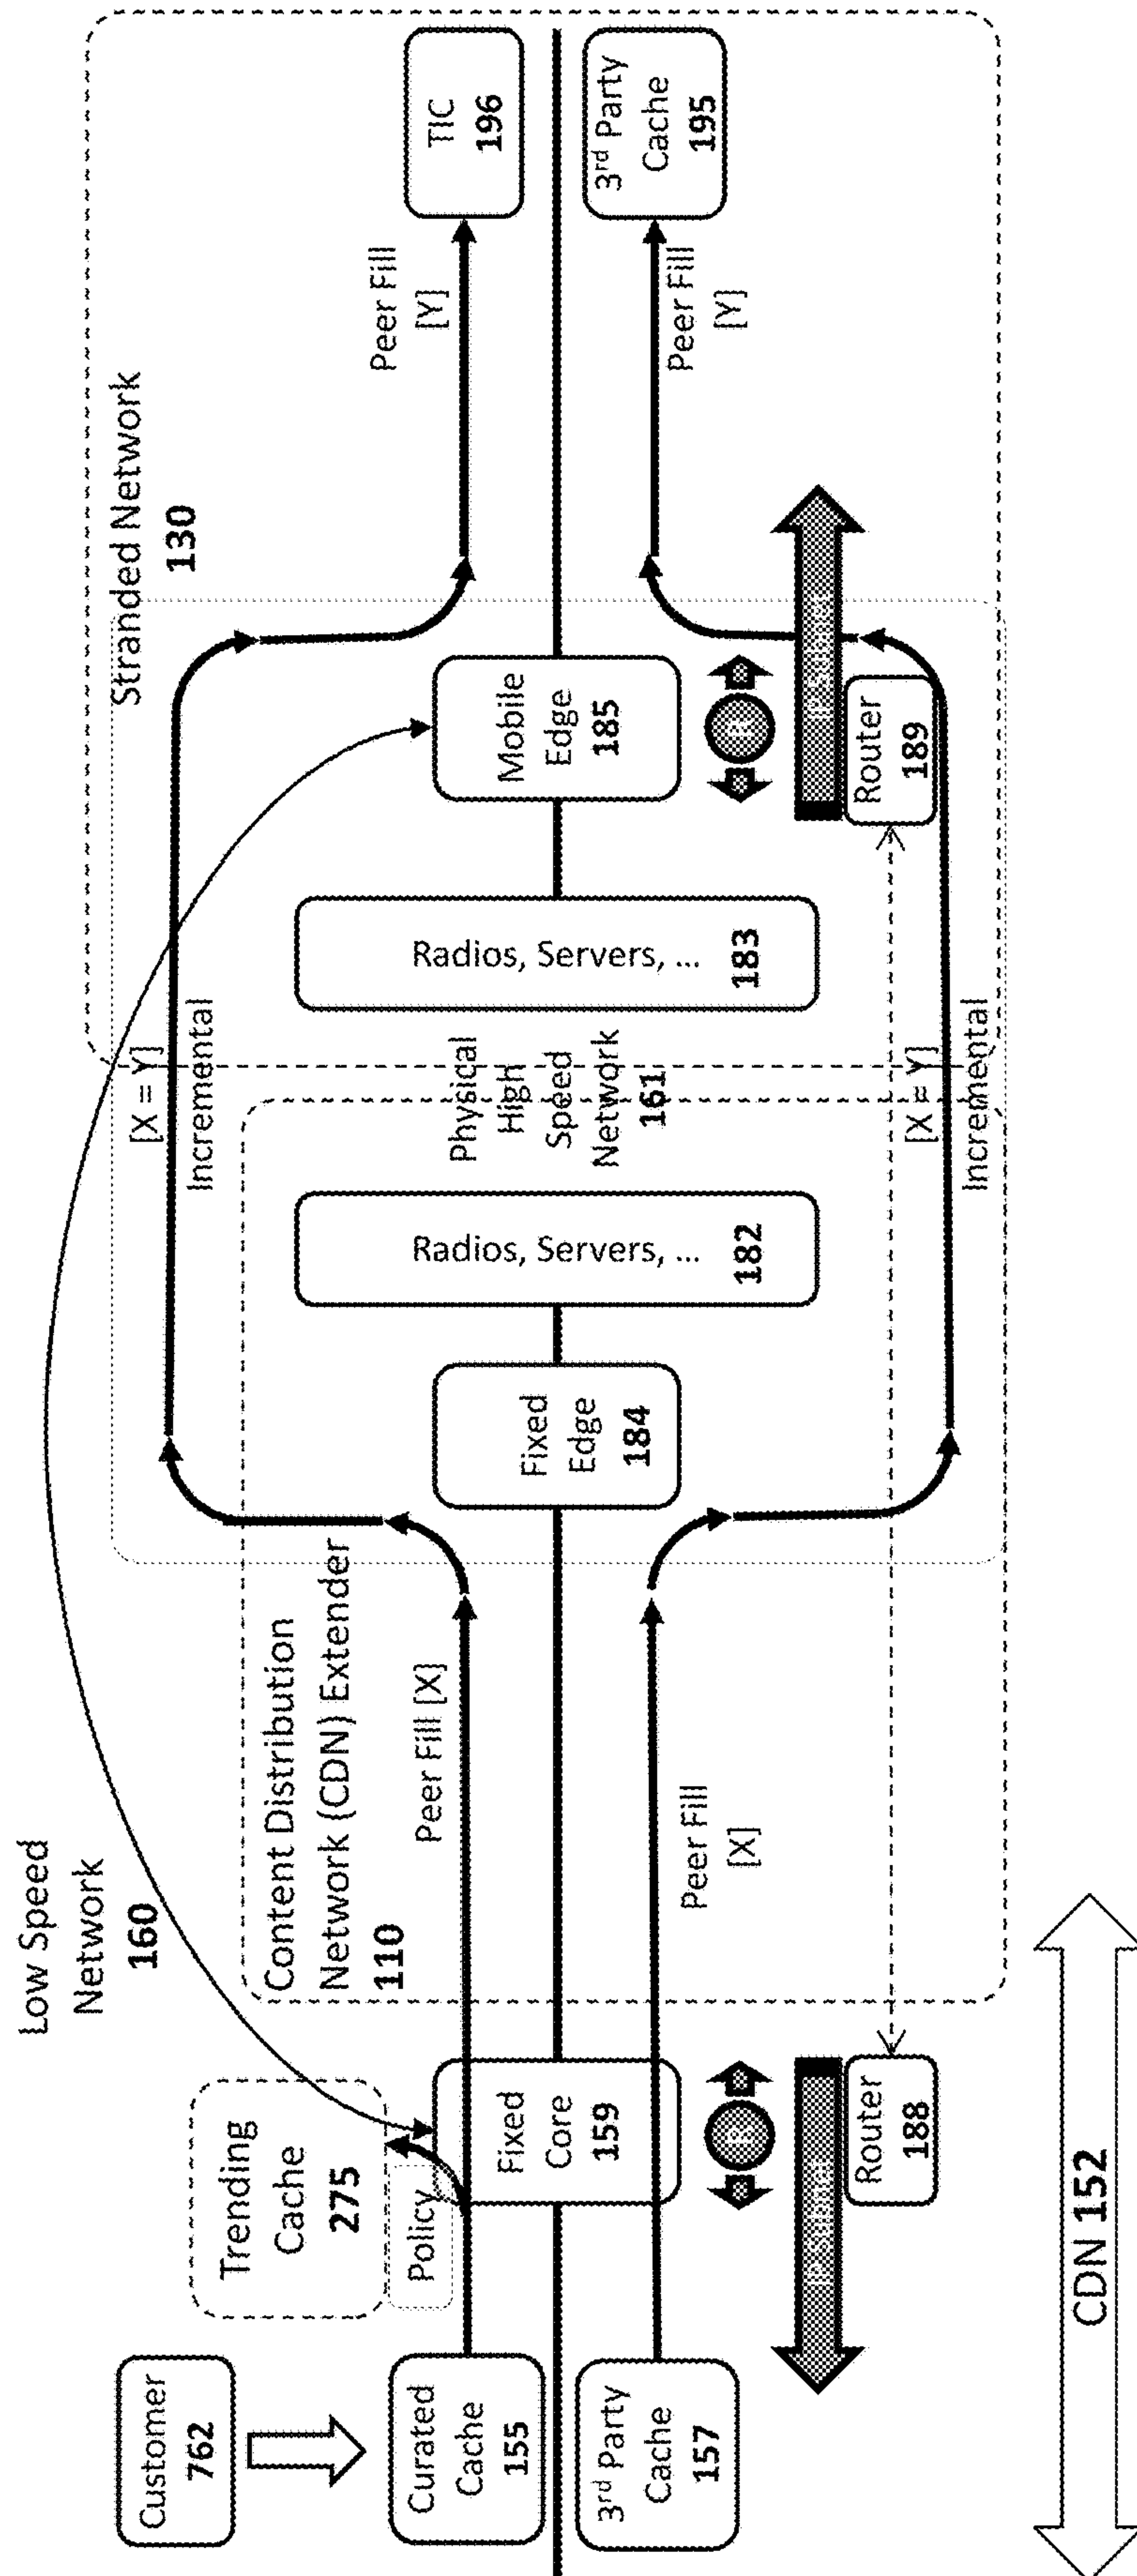 Customer
762
Curated
Cache
155
3rd Party
Cache
157
Trending
Cache
275
Policy
Fixed
Core
159
Router
188
CDN 152
Low Speed
Network
160
Content Distribution
Network (CDN) Extender
110
Peer Fill [X]
Peer Fill
[X]
Fixed
Edge
184
Radios, Servers, ...
182
[X = Y]
Incremental
Physical
High
Speed
Network
161
[X = Y]
Incremental
Radios, Servers, ...
183
Mobile
Edge
185
Router
189
Stranded Network
130
Peer Fill
[Y]
Peer Fill
[Y]
TIC
196
3rd Party
Cache
195